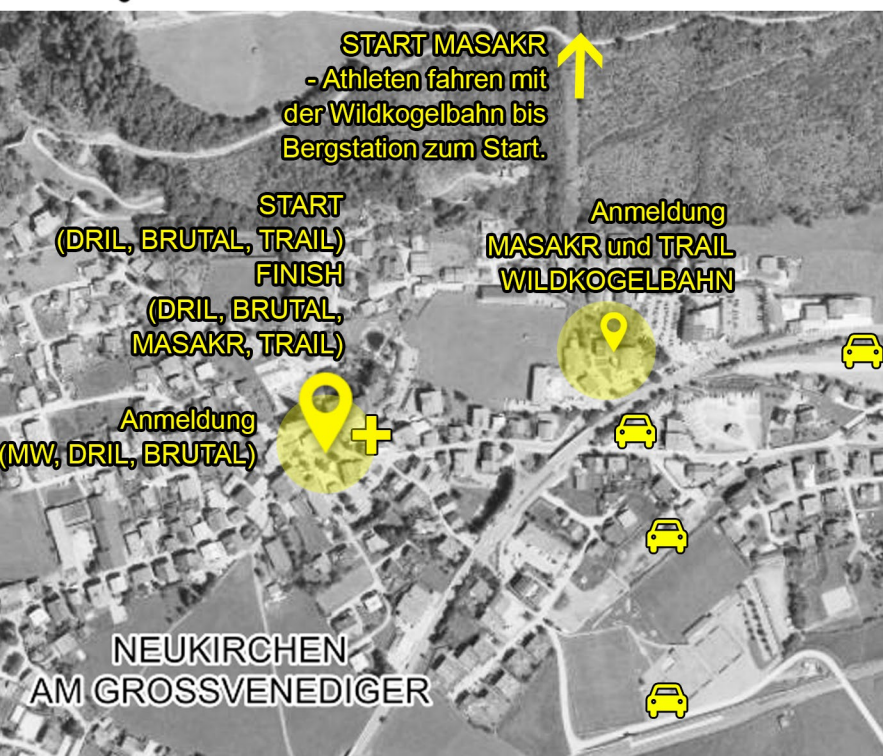 START MASAKR
- Athleten fahren mit
der Wildkogelbahn bis
Bergstation zum Start.
START
(DRIL, BRUTAL, TRAIL)
FINISH
(DRIL, BRUTAL,
MASAKR, TRAIL)
Anmeldung
MASAKR und TRAIL
WILDKOGELBAHN
Anmeldung
(MW, DRIL, BRUTAL)
NEUKIRCHEN
AM GROSSVENEDIGER